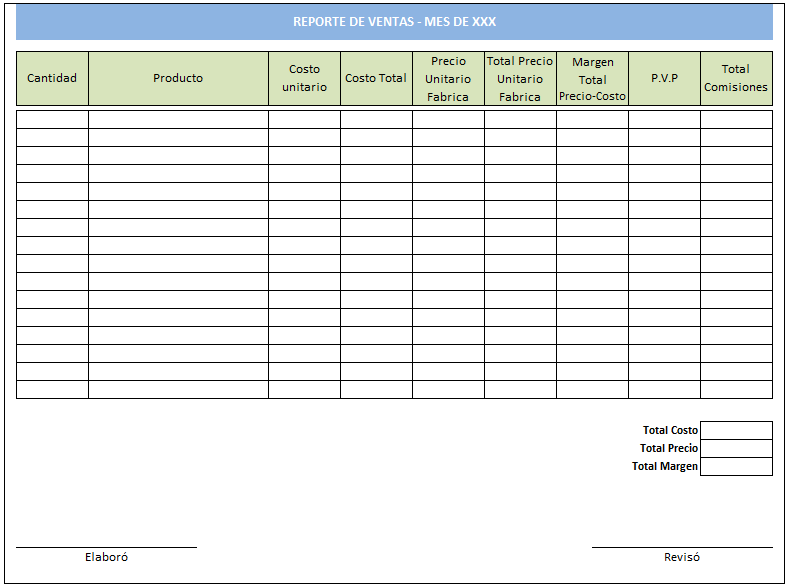 REPORTE DE VENTAS - MES DE XXX
Cantidad
Producto
Costo
unitario
Costo Total
Precio
Unitario
Fabrica
Total Precio
Unitario
Fabrica
Margen
Total
Precio-Costo
P.V.P
Total
Comisiones
Total Costo
Total Precio
Total Margen
Elaboró
Revisó